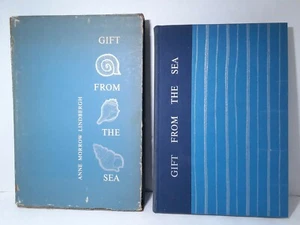 GIFT
FROM
THE
SEA
ANNE MORROW LINDBERGH
GIFT FROM THE SEA